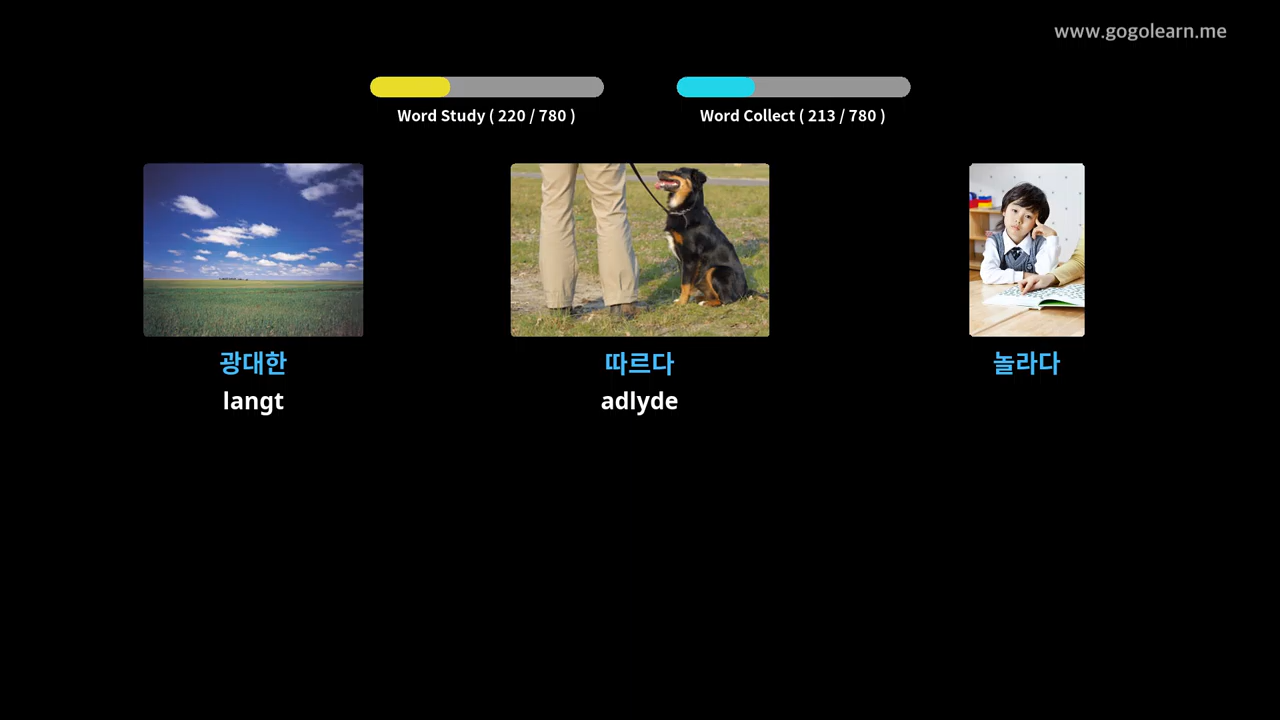 www.gogolearn.me
Word Study ( 220 / 780 )
Word Collect ( 213 / 780 )
광대한
langt
따르다
adlyde
놀라다